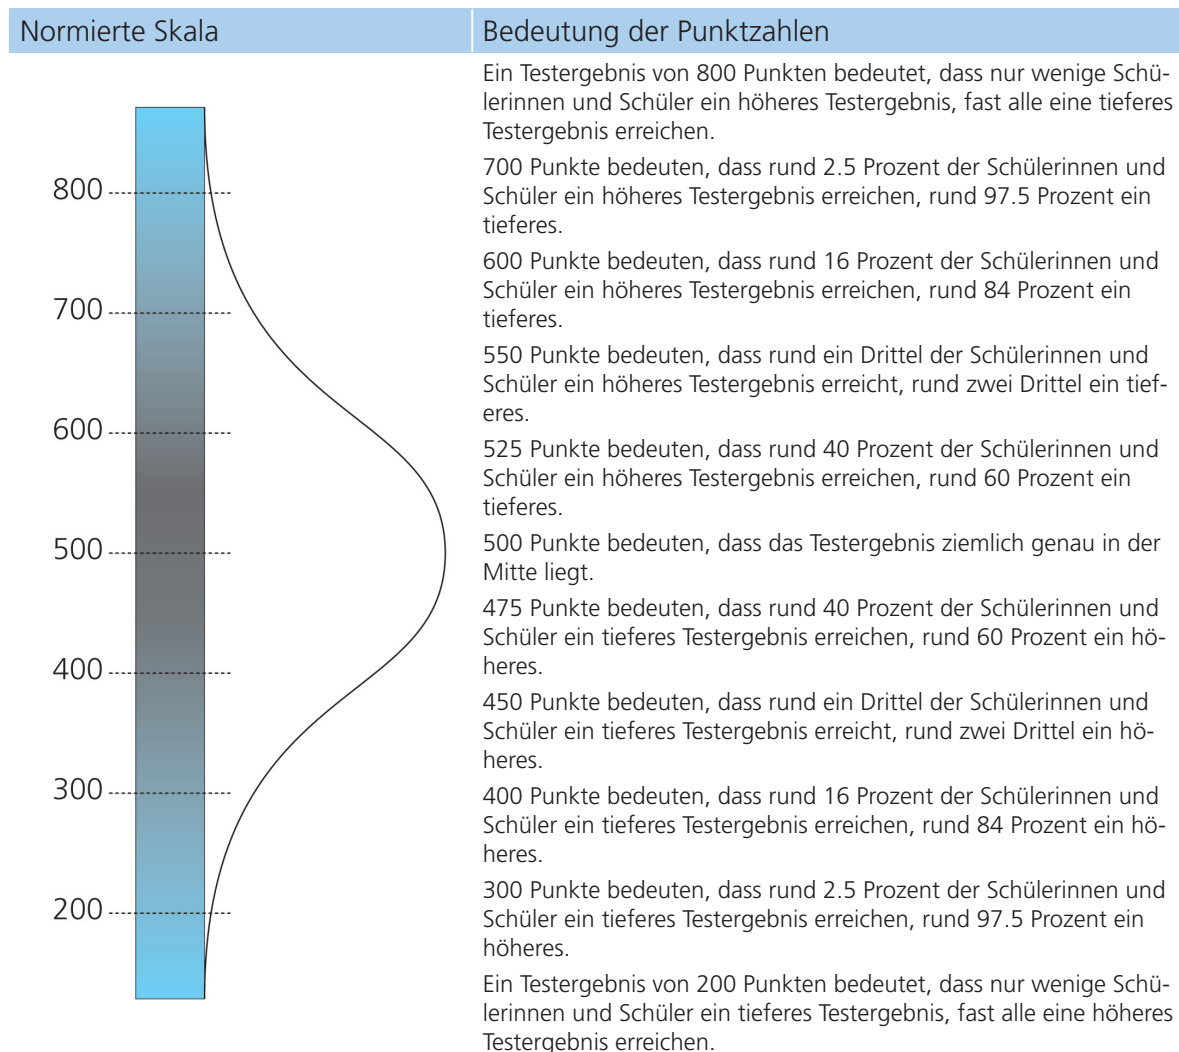 Normierte Skala
Bedeutung der Punktzahlen
800
700
600
500
400
300
200
Ein Testergebnis von 800 Punkten bedeutet, dass nur wenige Schü-
lerinnen und Schüler ein höheres Testergebnis, fast alle eine tieferes
Testergebnis erreichen.
700 Punkte bedeuten, dass rund 2.5 Prozent der Schülerinnen und
Schüler ein höheres Testergebnis erreichen, rund 97.5 Prozent ein
tieferes.
600 Punkte bedeuten, dass rund 16 Prozent der Schülerinnen und
Schüler ein höheres Testergebnis erreichen, rund 84 Prozent ein
tieferes.
550 Punkte bedeuten, dass rund ein Drittel der Schülerinnen und
Schüler ein höheres Testergebnis erreicht, rund zwei Drittel ein tief-
eres.
525 Punkte bedeuten, dass rund 40 Prozent der Schülerinnen und
Schüler ein höheres Testergebnis erreichen, rund 60 Prozent ein
tieferes.
500 Punkte bedeuten, dass das Testergebnis ziemlich genau in der
Mitte liegt.
475 Punkte bedeuten, dass rund 40 Prozent der Schülerinnen und
Schüler ein tieferes Testergebnis erreichen, rund 60 Prozent ein hö-
heres.
450 Punkte bedeuten, dass rund ein Drittel der Schülerinnen und
Schüler ein tieferes Testergebnis erreicht, rund zwei Drittel ein hö-
heres.
400 Punkte bedeuten, dass rund 16 Prozent der Schülerinnen und
Schüler ein tieferes Testergebnis erreichen, rund 84 Prozent ein hö-
heres.
300 Punkte bedeuten, dass rund 2.5 Prozent der Schülerinnen und
Schüler ein tieferes Testergebnis erreichen, rund 97.5 Prozent ein
höheres.
Ein Testergebnis von 200 Punkten bedeutet, dass nur wenige Schü-
lerinnen und Schüler ein tieferes Testergebnis, fast alle eine höheres
Testergebnis erreichen.